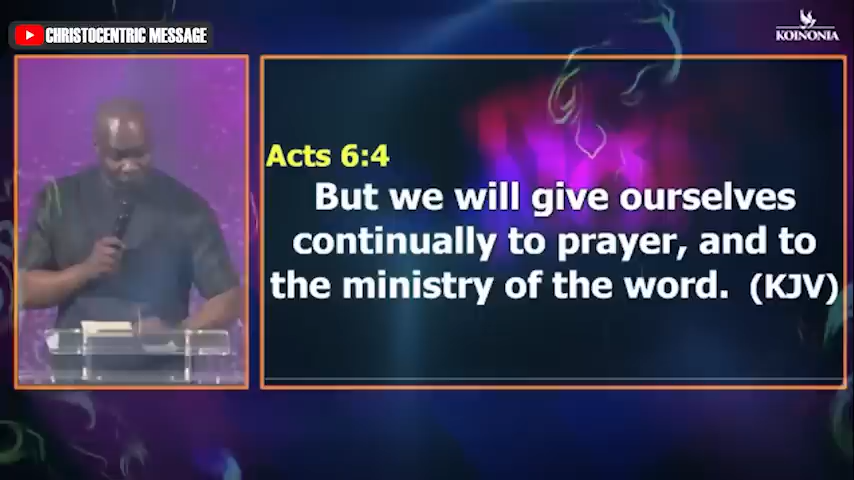 CHRISTOCENTRIC MESSAGE
KOINONIA
Acts 6:4
But we will give ourselves
continually to prayer, and to
the ministry of the word. (KJV)